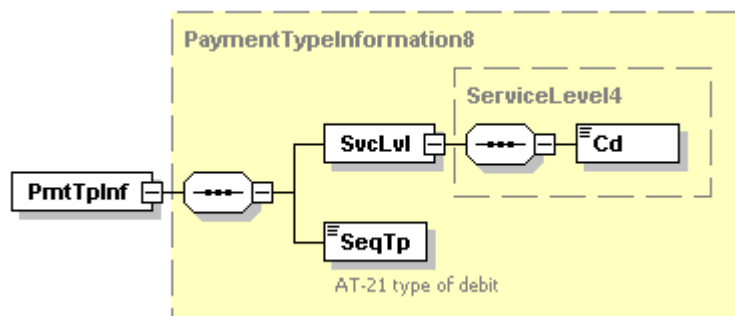 PaymentTypeInformation8
ServiceLevel4
SvcLvl
Cd
PmtTpInf
SeqTp
AT-21 type of debit